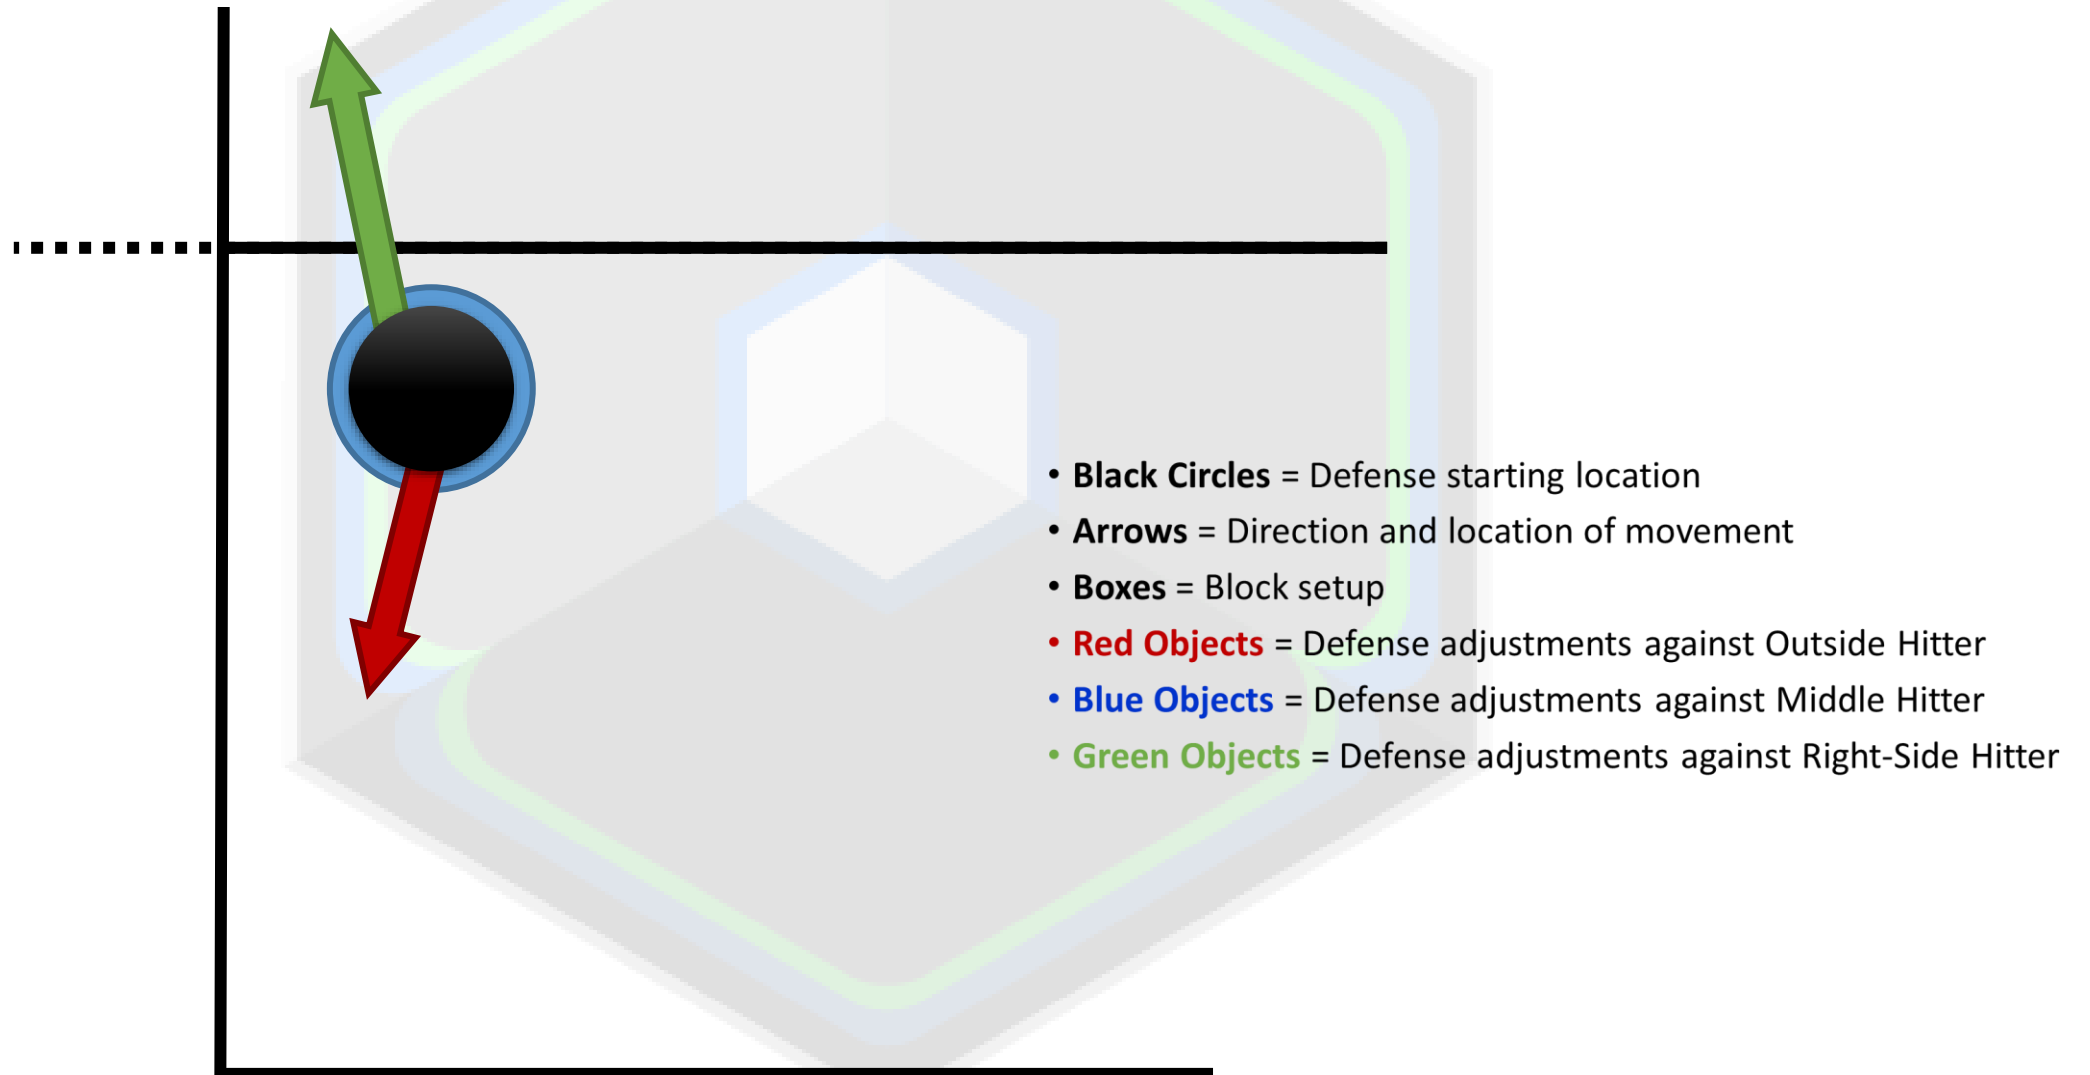 • Black Circles = Defense starting location
• Arrows = Direction and location of movement
• Boxes = Block setup
• Red Objects = Defense adjustments against Outside Hitter
• Blue Objects = Defense adjustments against Middle Hitter
• Green Objects = Defense adjustments against Right-Side Hitter